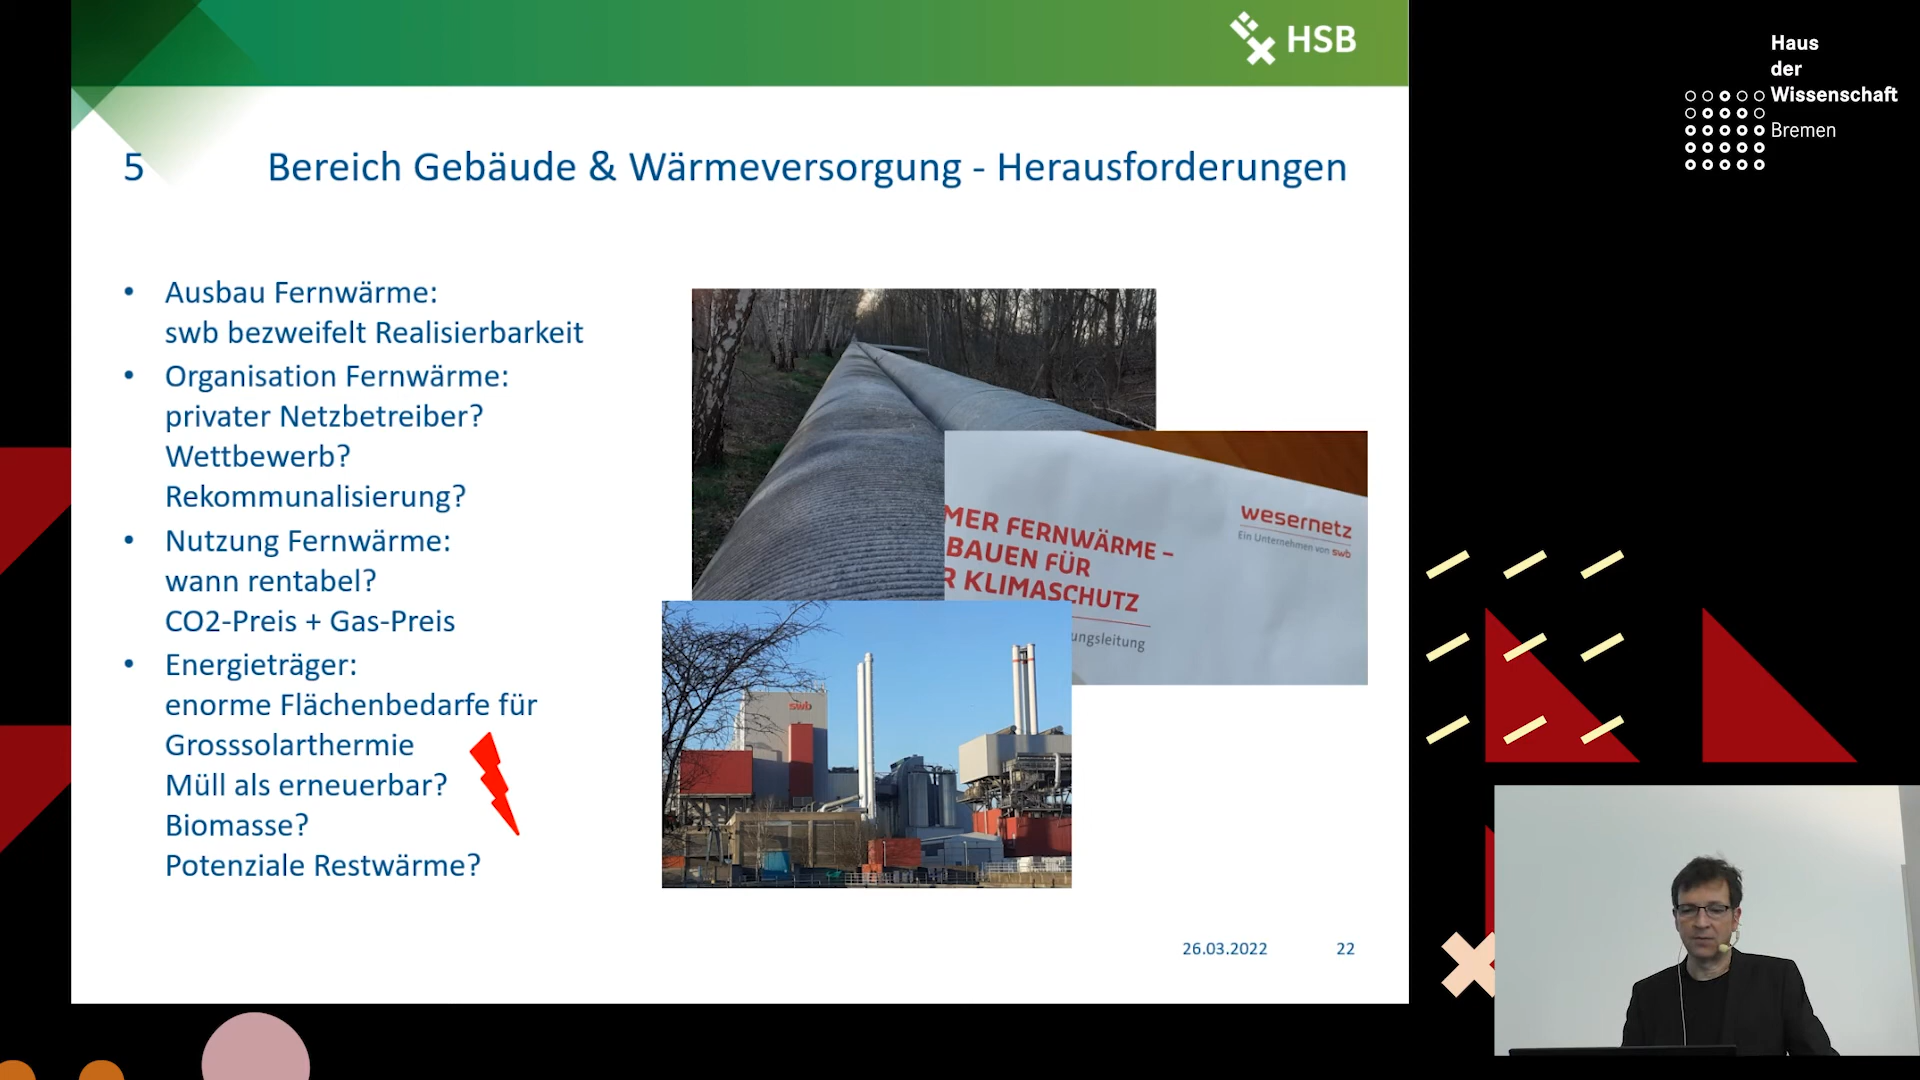 HSB
Haus
der
Wissenschaft
Bremen
5 Bereich Gebäude & Wärmeversorgung - Herausforderungen
• Ausbau Fernwärme:
swb bezweifelt Realisierbarkeit
• Organisation Fernwärme:
privater Netzbetreiber?
Wettbewerb?
Rekommunalisierung?
• Nutzung Fernwärme:
wann rentabel?
CO2-Preis + Gas-Preis
• Energieträger:
enorme Flächenbedarfe für
Grosssolarthermie
Müll als erneuerbar?
Biomasse?
Potenziale Restwärme?
wesernetz
Ein Unternehmen von swb
MER FERNWÄRME –
BAUEN FÜR
R KLIMASCHUTZ
ungsleitung
swb
26.03.2022 22